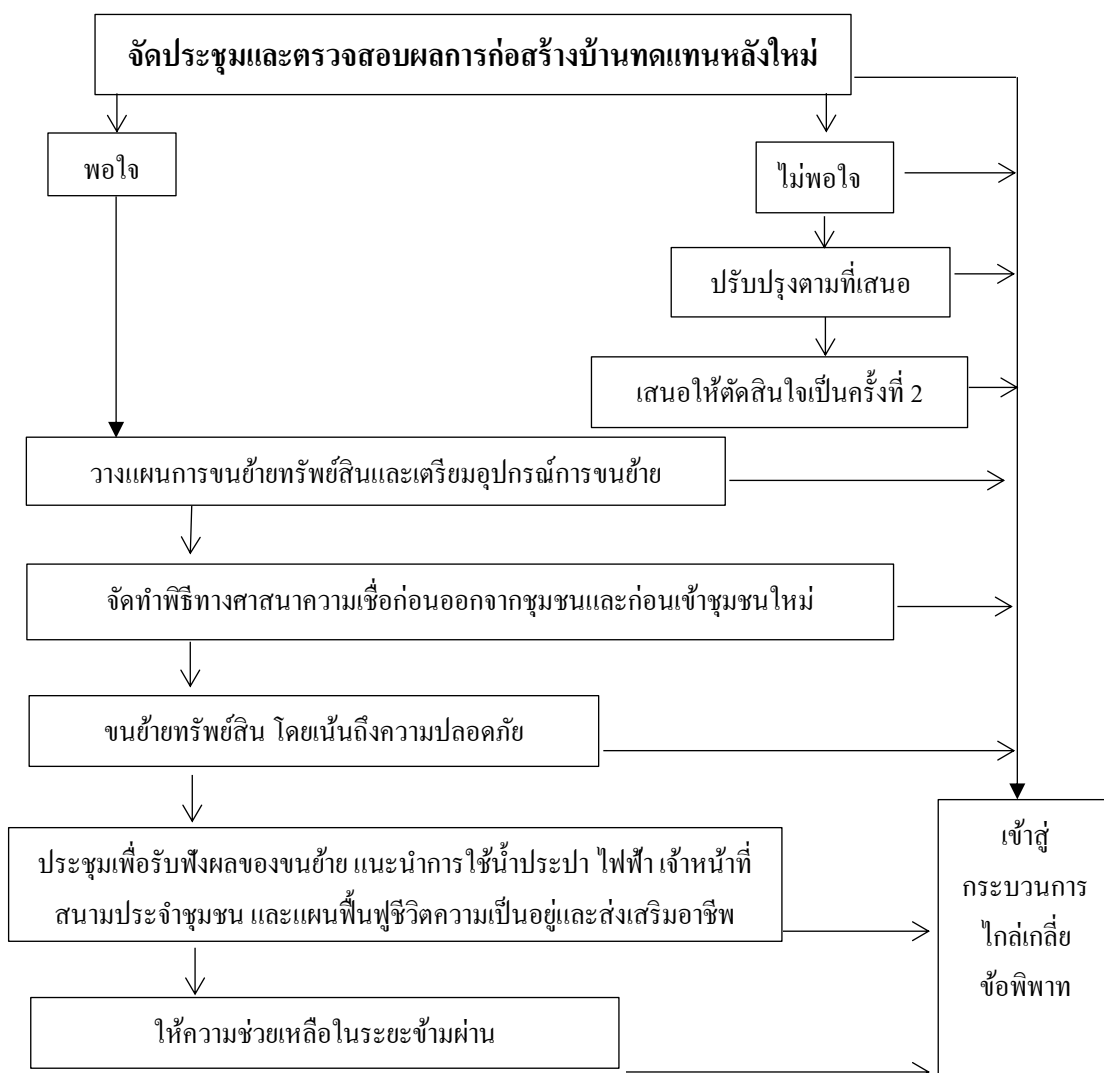 จัดประชุมและตรวจสอบผลการก่อสร้างบ้านทดแทนหลังใหม่
พอใจ
ไม่พอใจ
ปรับปรุงตามที่เสนอ
เสนอให้ตัดสินใจเป็นครั้งที่ 2
วางแผนการขนย้ายทรัพย์สินและเตรียมอุปกรณ์การขนย้าย
จัดทำพิธีทางศาสนาความเชื่อก่อนออกจากชุมชนและก่อนเข้าชุมชนใหม่
ขนย้ายทรัพย์สิน โดยเน้นถึงความปลอดภัย
ประชุมเพื่อรับฟังผลของขนย้าย แนะนำการใช้น้ำประปา ไฟฟ้า เจ้าหน้าที่
สนามประจำชุมชน และแผนฟื้นฟูชีวิตความเป็นอยู่และส่งเสริมอาชีพ
ให้ความช่วยเหลือในระยะข้ามผ่าน
เข้าสู่
กระบวนการ
ไกล่เกลี่ย
ข้อพิพาท